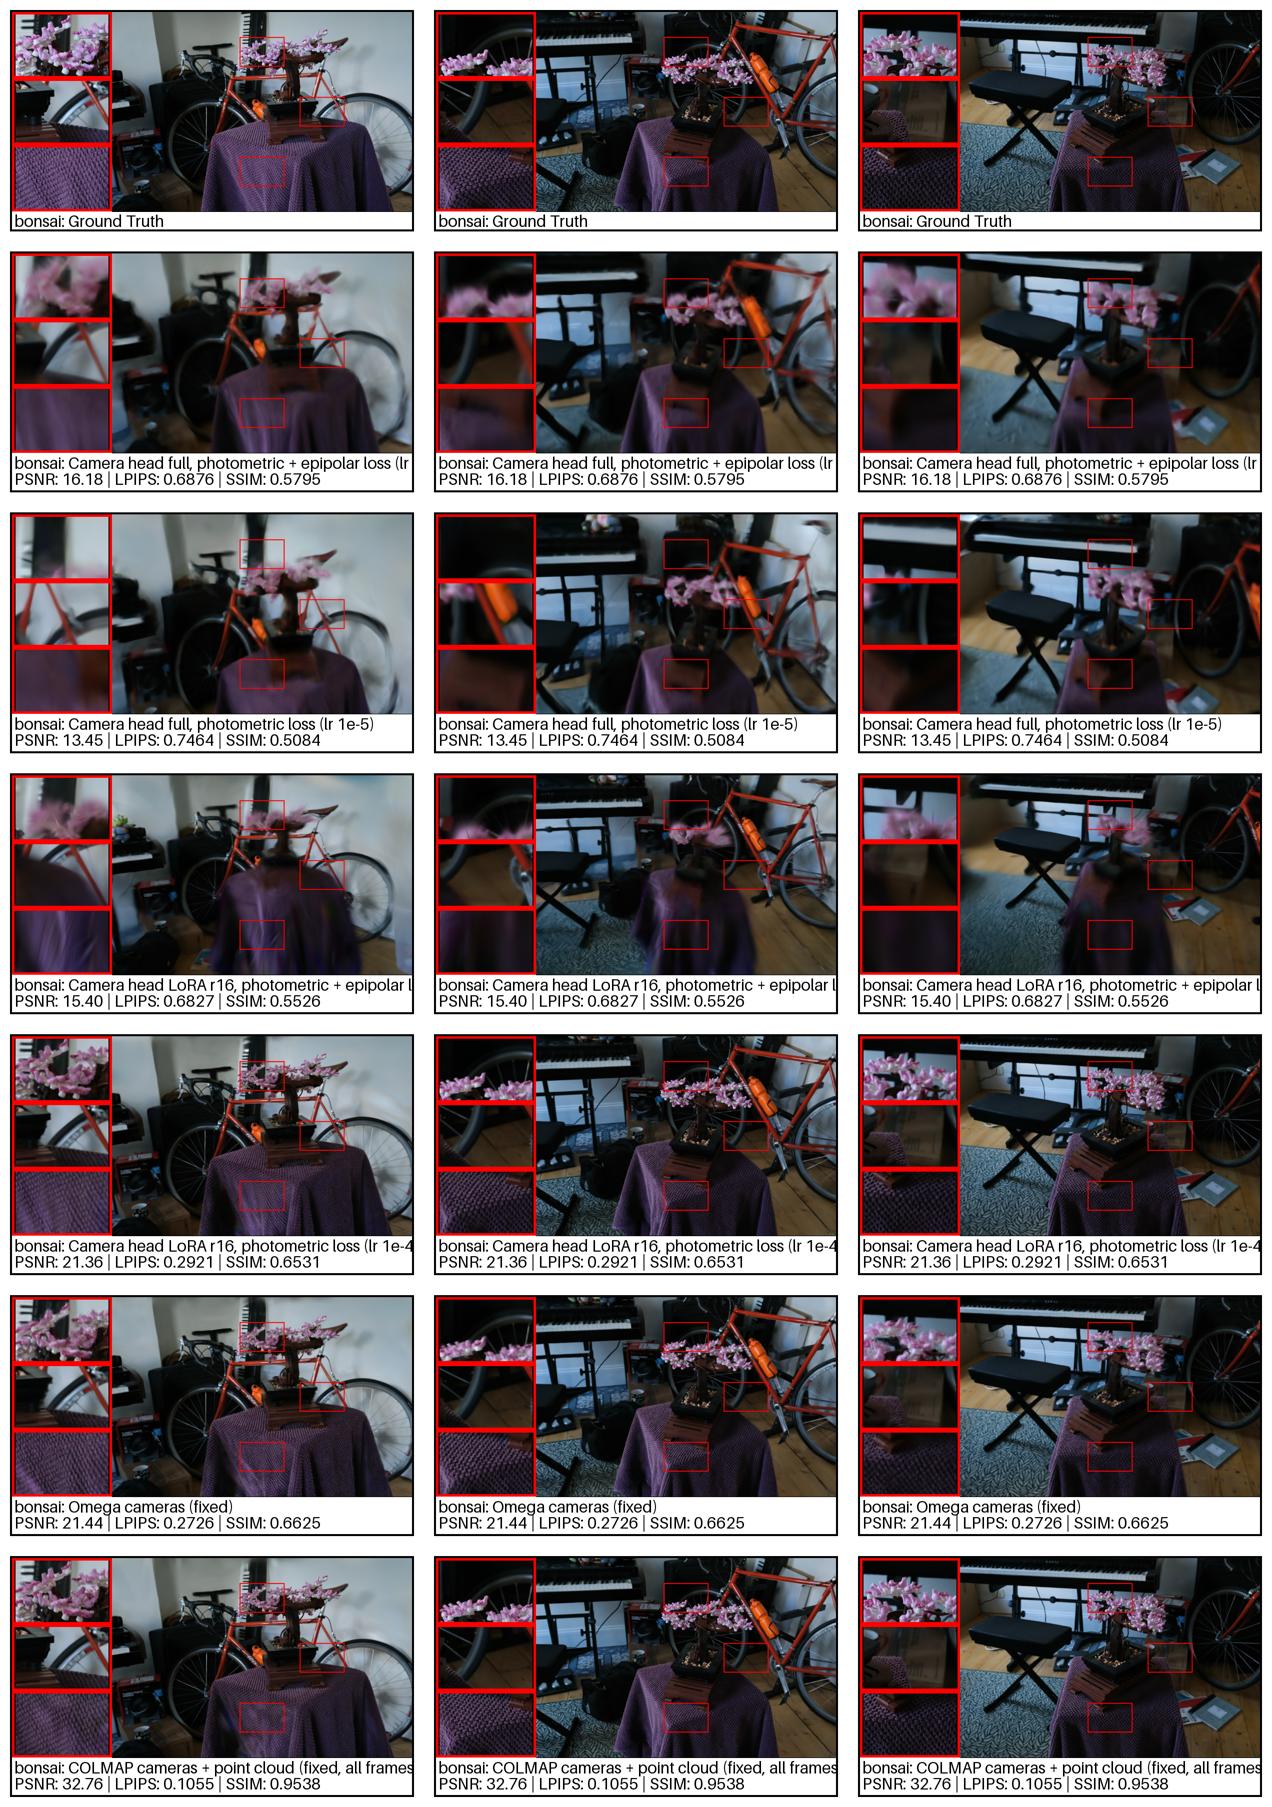 bonsai: Ground Truth
bonsai: Ground Truth
bonsai: Ground Truth
bonsai: Camera head full, photometric + epipolar loss (lr
PSNR: 16.18 | LPIPS: 0.6876 | SSIM: 0.5795
bonsai: Camera head full, photometric + epipolar loss (lr
PSNR: 16.18 | LPIPS: 0.6876 | SSIM: 0.5795
bonsai: Camera head full, photometric + epipolar loss (lr
PSNR: 16.18 | LPIPS: 0.6876 | SSIM: 0.5795
bonsai: Camera head full, photometric loss (lr 1e-5)
PSNR: 13.45 | LPIPS: 0.7464 | SSIM: 0.5084
bonsai: Camera head full, photometric loss (lr 1e-5)
PSNR: 13.45 | LPIPS: 0.7464 | SSIM: 0.5084
bonsai: Camera head full, photometric loss (lr 1e-5)
PSNR: 13.45 | LPIPS: 0.7464 | SSIM: 0.5084
bonsai: Camera head LoRA r16, photometric + epipolar l
PSNR: 15.40 | LPIPS: 0.6827 | SSIM: 0.5526
bonsai: Camera head LoRA r16, photometric + epipolar l
PSNR: 15.40 | LPIPS: 0.6827 | SSIM: 0.5526
bonsai: Camera head LoRA r16, photometric + epipolar l
PSNR: 15.40 | LPIPS: 0.6827 | SSIM: 0.5526
bonsai: Camera head LoRA r16, photometric loss (lr 1e-4
PSNR: 21.36 | LPIPS: 0.2921 | SSIM: 0.6531
bonsai: Camera head LoRA r16, photometric loss (lr 1e-4
PSNR: 21.36 | LPIPS: 0.2921 | SSIM: 0.6531
bonsai: Camera head LoRA r16, photometric loss (lr 1e-4
PSNR: 21.36 | LPIPS: 0.2921 | SSIM: 0.6531
bonsai: Omega cameras (fixed)
PSNR: 21.44 | LPIPS: 0.2726 | SSIM: 0.6625
bonsai: Omega cameras (fixed)
PSNR: 21.44 | LPIPS: 0.2726 | SSIM: 0.6625
bonsai: Omega cameras (fixed)
PSNR: 21.44 | LPIPS: 0.2726 | SSIM: 0.6625
bonsai: COLMAP cameras + point cloud (fixed, all frames
PSNR: 32.76 | LPIPS: 0.1055 | SSIM: 0.9538
bonsai: COLMAP cameras + point cloud (fixed, all frames
PSNR: 32.76 | LPIPS: 0.1055 | SSIM: 0.9538
bonsai: COLMAP cameras + point cloud (fixed, all frames
PSNR: 32.76 | LPIPS: 0.1055 | SSIM: 0.9538